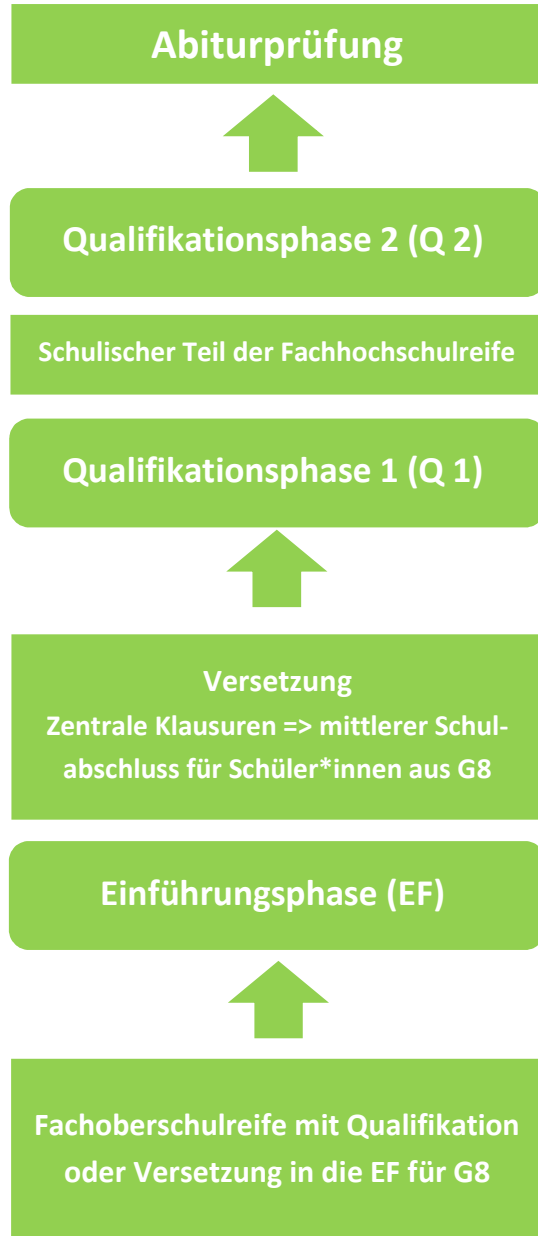 Abiturprüfung
Qualifikationsphase 2 (Q 2)
Schulischer Teil der Fachhochschulreife
Qualifikationsphase 1 (Q 1)
Versetzung
Zentrale Klausuren => mittlerer Schul-
abschluss für Schüler*innen aus G8
Einführungsphase (EF)
Fachoberschulreife mit Qualifikation
oder Versetzung in die EF für G8